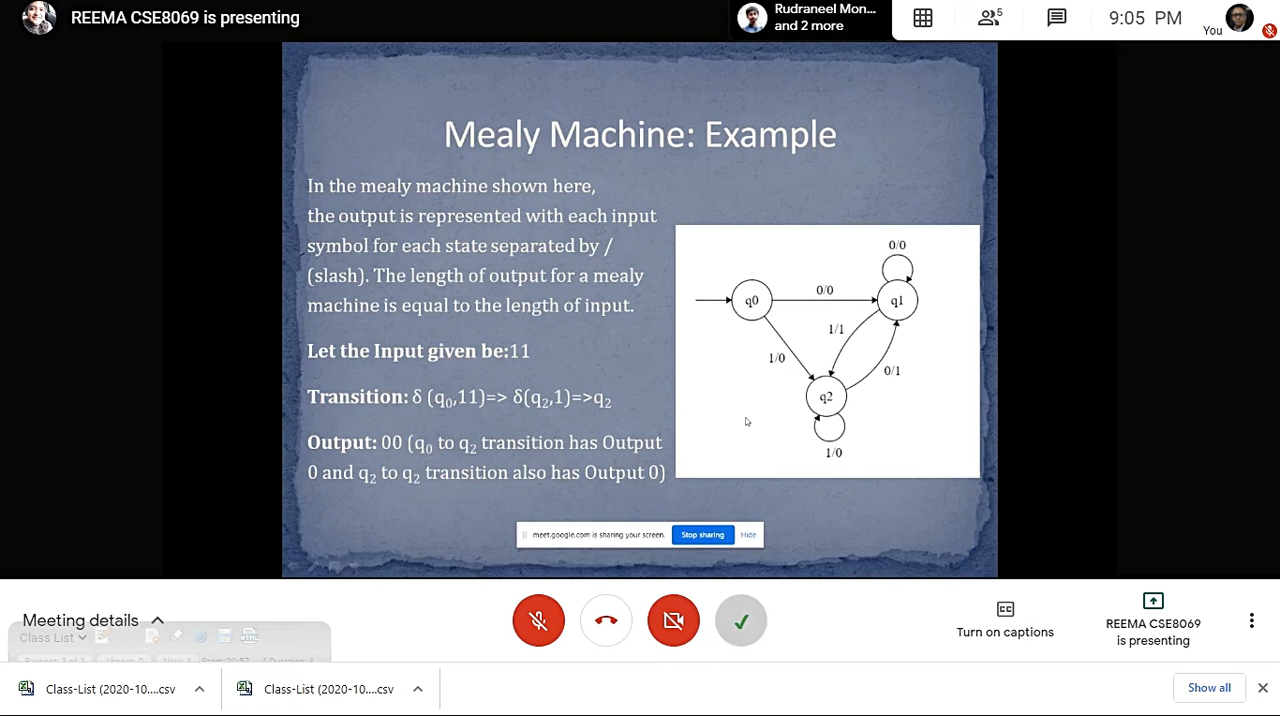 REEMA CSE8069 is presenting
Rudraneel Mon...
and 2 more
5
9:05 PM
You
Mealy Machine: Example
In the mealy machine shown here,
the output is represented with each input
symbol for each state separated by /
(slash). The length of output for a mealy
machine is equal to the length of input.
Let the Input given be:11
Transition: δ (q₀,11)=> δ(q₂,1)=>q₂
Output: 00 (q₀ to q₂ transition has Output
0 and q₂ to q₂ transition also has Output 0)
0/0
q0
0/0
q1
1/1
1/0
0/1
q2
1/0
meet.google.com is sharing your screen.
Stop sharing
Hide
Meeting details
Class List
Turn on captions
REEMA CSE8069
is presenting
Class-List (2020-10....csv
Class-List (2020-10....csv
Show all